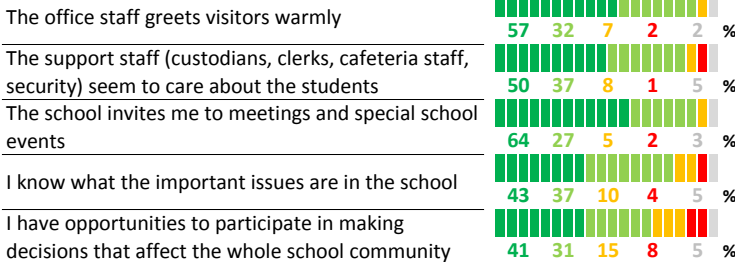 The office staff greets visitors warmly
57 32 7 2 2 %
The support staff (custodians, clerks, cafeteria staff,
security) seem to care about the students
50 37 8 1 5 %
The school invites me to meetings and special school
events
64 27 5 2 3 %
I know what the important issues are in the school
43 37 10 4 5 %
I have opportunities to participate in making
decisions that affect the whole school community
41 31 15 8 5 %